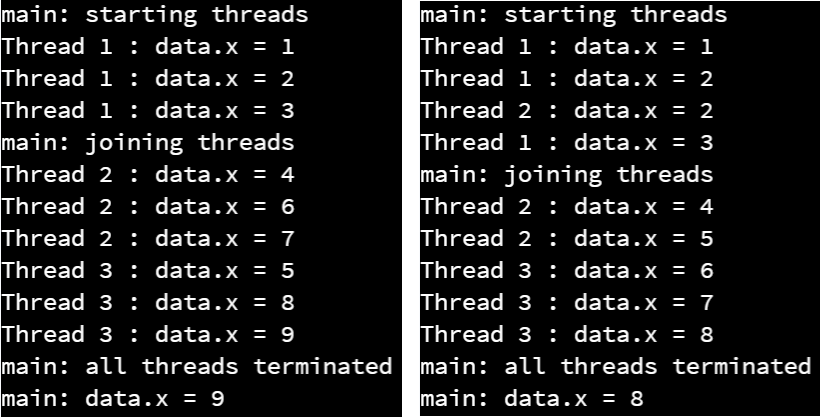 main: starting threads
Thread 1 : data.x = 1
Thread 1 : data.x = 2
Thread 1 : data.x = 3
main: joining threads
Thread 2 : data.x = 4
Thread 2 : data.x = 6
Thread 2 : data.x = 7
Thread 3 : data.x = 5
Thread 3 : data.x = 8
Thread 3 : data.x = 9
main: all threads terminated
main: data.x = 9
main: starting threads
Thread 1 : data.x = 1
Thread 1 : data.x = 2
Thread 2 : data.x = 2
Thread 1 : data.x = 3
main: joining threads
Thread 2 : data.x = 4
Thread 2 : data.x = 5
Thread 3 : data.x = 6
Thread 3 : data.x = 7
Thread 3 : data.x = 8
main: all threads terminated
main: data.x = 8